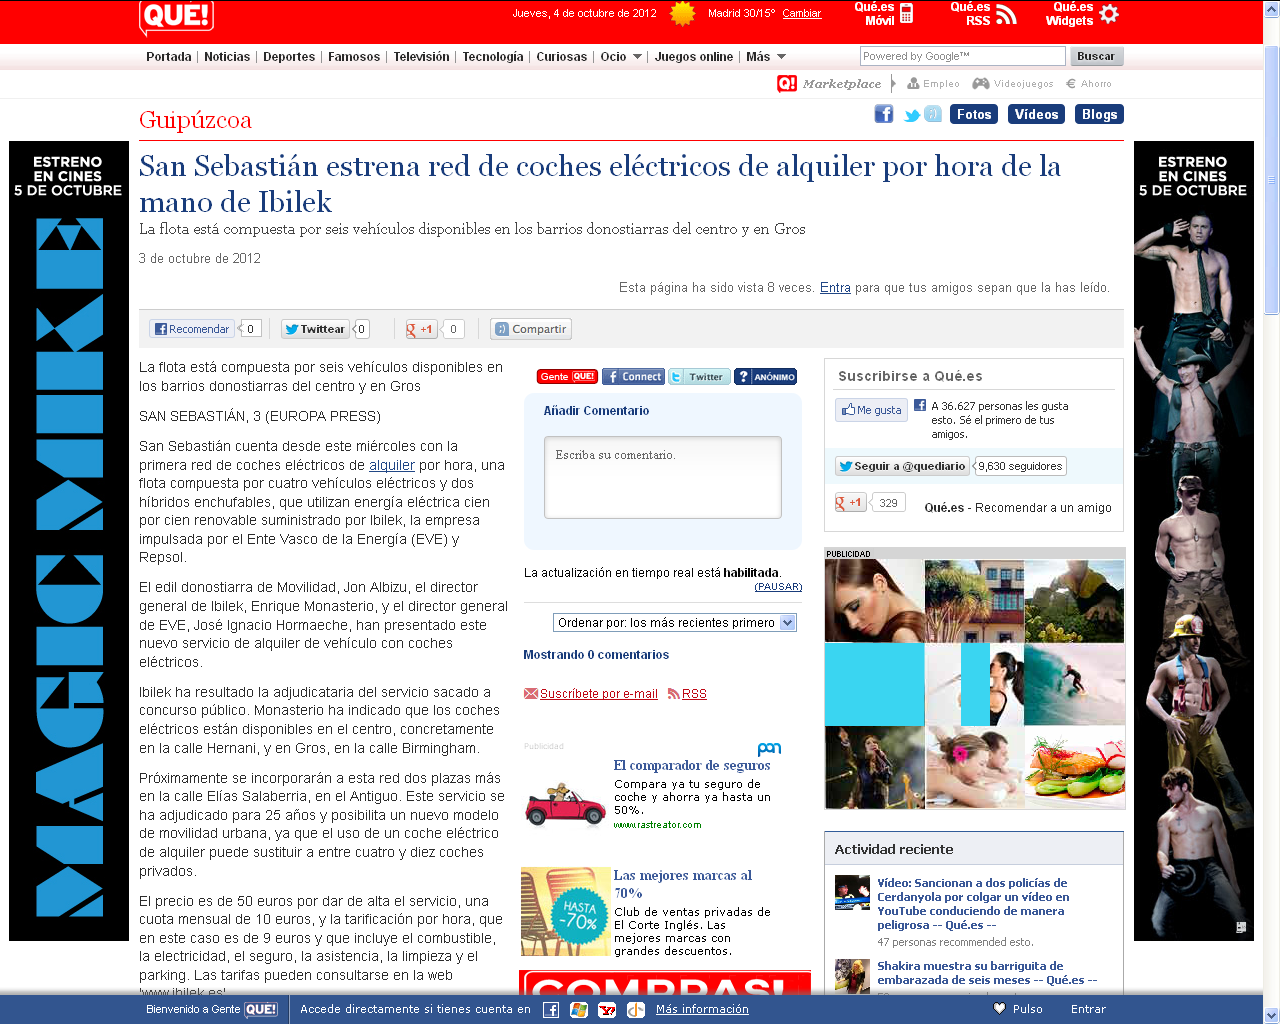 QUE!
Jueves, 4 de octubre de 2012
Madrid 30/15° Cambiar
Qué.es Móvil
Qué.es RSS
Qué.es Widgets
Portada Noticias Deportes Famosos Televisión Tecnología Curiosas Ocio Juegos online Más
Powered by Google™
Buscar
Q! Marketplace Empleo Videojuegos Ahorro
Guipúzcoa
Fotos Vídeos Blogs
ESTRENO
EN CINES
5 DE OCTUBRE
MAGIC MIKE
San Sebastián estrena red de coches eléctricos de alquiler por hora de la
mano de Ibilek
La flota está compuesta por seis vehículos disponibles en los barrios donostiarras del centro y en Gros
3 de octubre de 2012
Esta página ha sido vista 8 veces. Entra para que tus amigos sepan que la has leído.
Recomendar 0
Twittear 0
+1 0
Compartir
La flota está compuesta por seis vehículos disponibles en
los barrios donostiarras del centro y en Gros
SAN SEBASTIÁN, 3 (EUROPA PRESS)
San Sebastián cuenta desde este miércoles con la
primera red de coches eléctricos de alquiler por hora, una
flota compuesta por cuatro vehículos eléctricos y dos
híbridos enchufables, que utilizan energía eléctrica cien
por cien renovable suministrado por Ibilek, la empresa
impulsada por el Ente Vasco de la Energía (EVE) y
Repsol.
El edil donostiarra de Movilidad, Jon Albizu, el director
general de Ibilek, Enrique Monasterio, y el director general
de EVE, José Ignacio Hormaeche, han presentado este
nuevo servicio de alquiler de vehículo con coches
eléctricos.
Ibilek ha resultado la adjudicataria del servicio sacado a
concurso público. Monasterio ha indicado que los coches
eléctricos están disponibles en el centro, concretamente
en la calle Hernani, y en Gros, en la calle Birmingham.
Próximamente se incorporarán a esta red dos plazas más
en la calle Elías Salaberria, en el Antiguo. Este servicio se
ha adjudicado para 25 años y posibilita un nuevo modelo
de movilidad urbana, ya que el uso de un coche eléctrico
de alquiler puede sustituir a entre cuatro y diez coches
privados.
El precio es de 50 euros por dar de alta el servicio, una
cuota mensual de 10 euros, y la tarificación por hora, que
en este caso es de 9 euros y que incluye el combustible,
la electricidad, el seguro, la asistencia, la limpieza y el
parking. Las tarifas pueden consultarse en la web
'www.ibilek.es'
Gente QUE!
Connect
Twitter
? ANÓNIMO
Añadir Comentario
Escriba su comentario.
La actualización en tiempo real está habilitada.
(PAUSAR)
Ordenar por: los más recientes primero
Mostrando 0 comentarios
Suscríbete por e-mail RSS
Publicidad
pan
El comparador de seguros
Compara ya tu seguro de
coche y ahorra ya hasta un
50%.
www.rastreator.com
HASTA
-70%
Las mejores marcas al
70%
Club de ventas privadas de
El Corte Inglés. Las
mejores marcas con
grandes descuentos.
COMPRAS!
Suscribirse a Qué.es
Me gusta
A 36.627 personas les gusta
esto. Sé el primero de tus
amigos.
Seguir a @quediario 9,630 seguidores
+1 329
Qué.es - Recomendar a un amigo
PUBLICIDAD
Actividad reciente
Vídeo: Sancionan a dos policías de
Cerdanyola por colgar un vídeo en
YouTube conduciendo de manera
peligrosa -- Qué.es --
47 personas recommended esto.
Shakira muestra su barriguita de
embarazada de seis meses -- Qué.es --
ESTRENO
EN CINES
5 DE OCTUBRE
Bienvenido a Gente QUE!
Accede directamente si tienes cuenta en
Más información
Pulso
Entrar